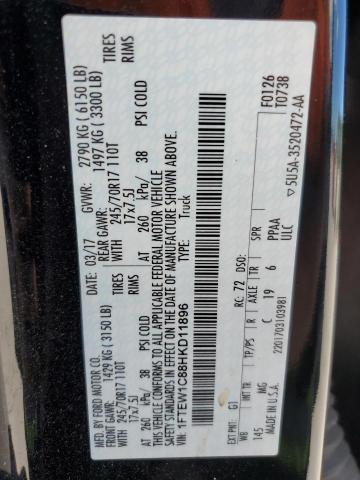 MFD. BY FORD MOTOR CO.
DATE: 03/17 GVWR: 2790 KG ( 6150 LB)
FRONT GAWR: 1429 KG ( 3150 LB) REAR GAWR: 1497 KG ( 3300 LB)
245/70R17 110T TIRES WITH 245/70R17 110T TIRES
WITH 17x7.5J RIMS 17x7.5J RIMS
AT 260 kPa/ 38 PSI COLD AT 260 kPa/ 38 PSI COLD
THIS VEHICLE CONFORMS TO ALL APPLICABLE FEDERAL MOTOR VEHICLE
SAFETY STANDARDS IN EFFECT ON THE DATE OF MANUFACTURE SHOWN ABOVE.
VIN: 1FTEW1C88HKD11696
TYPE: Truck
F0126
T0738
EXT PNT: G1 RC: 72 DSO:
WB INT TR TP/PS R AXLE TR SPR
145 MG C 19 6 PPAA
MADE IN U.S.A. ULC
2201703103981
▽5U5A-3520472-AA